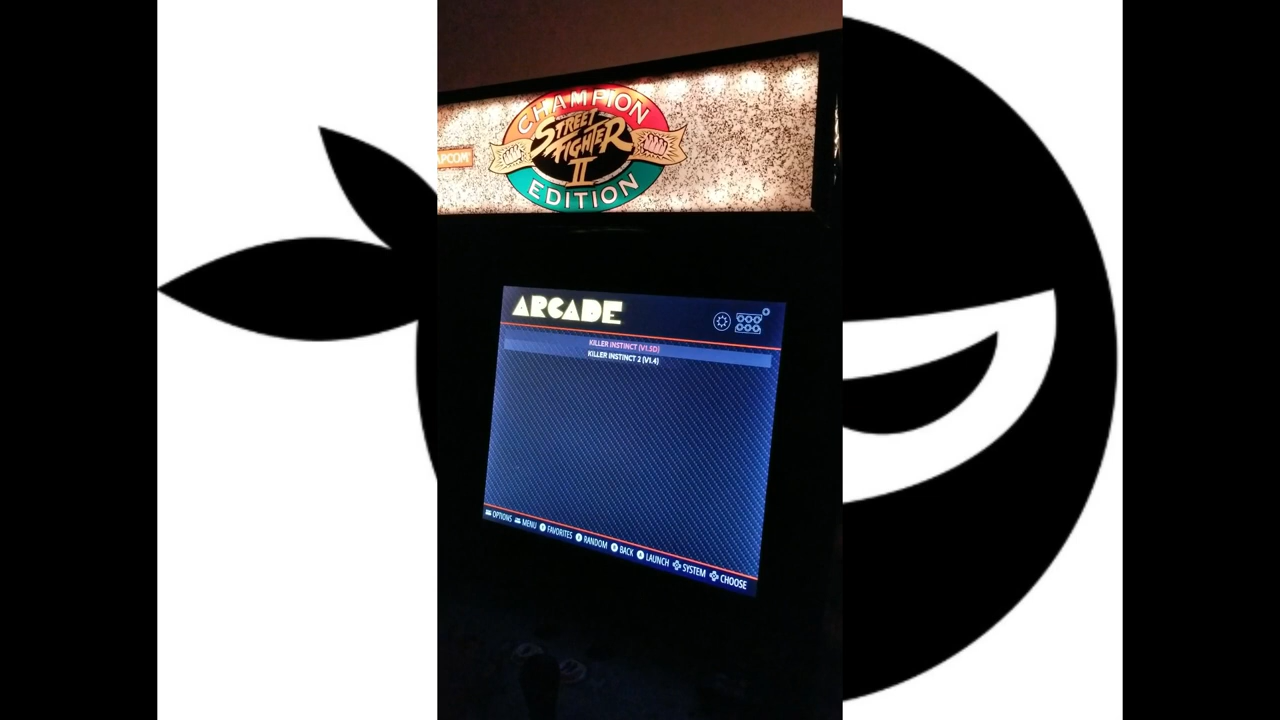 CHAMPION
STREET
FIGHTER
II
EDITION
APCOM
ARCADE
KILLER INSTINCT (V1.5D)
KILLER INSTINCT 2 (V1.4)
OPTIONS MENU FAVORITES RANDOM BACK LAUNCH SYSTEM CHOOSE